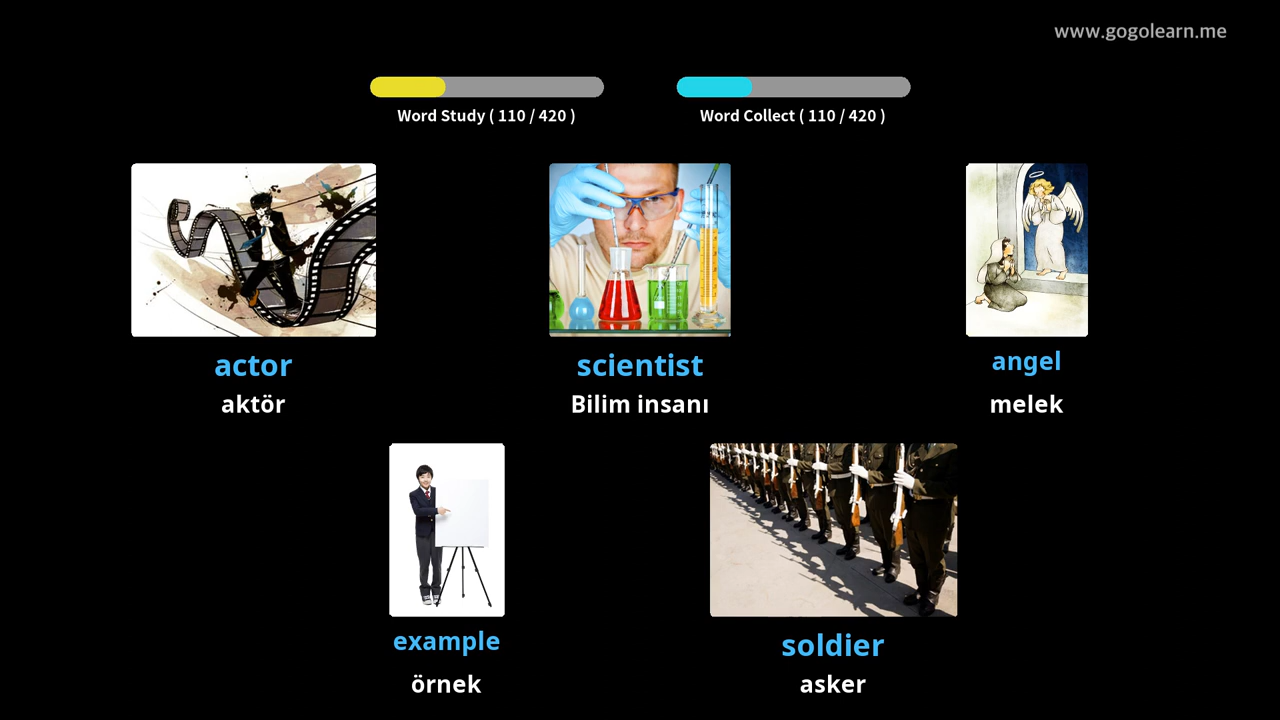 www.gogolearn.me
Word Study ( 110 / 420 )
Word Collect ( 110 / 420 )
actor
aktör
scientist
Bilim insanı
angel
melek
example
örnek
soldier
asker